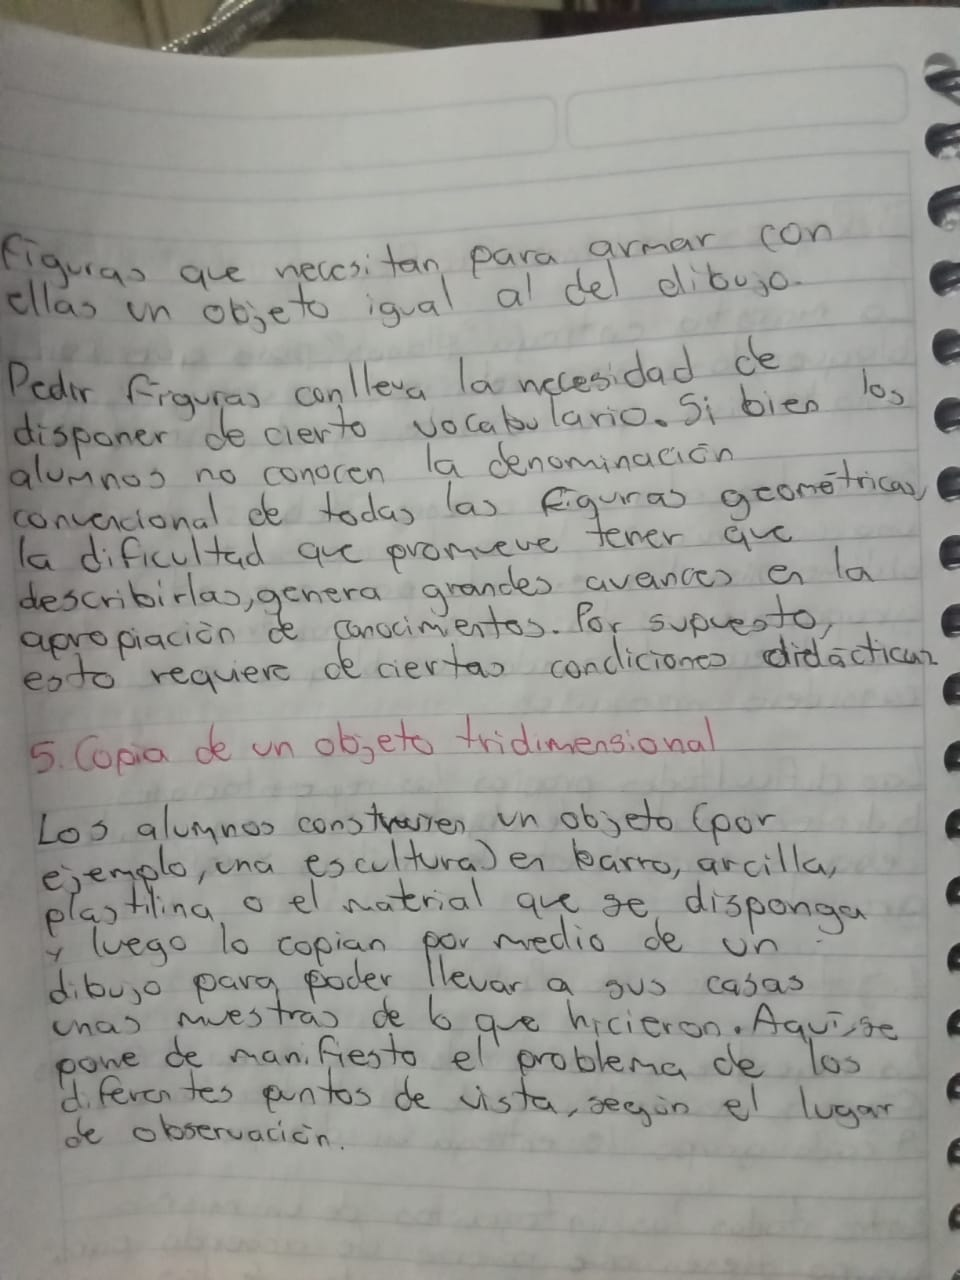 Figuras que necesitan para armar con
ellas un objeto igual al del dibujo.
Pedir figuras conlleva la necesidad de
disponer de cierto vocabulario. Si bien los
alumnos no conocen la denominación
convencional de todas las figuras geométricas,
la dificultad que promueve tener que
describirlas, genera grandes avances en la
apropiación de conocimientos. Por supuesto,
esto requiere de ciertas condiciones didácticas
5. Copia de un objeto tridimensional
Los alumnos construyen un objeto (por
ejemplo, una escultura) en barro, arcilla,
plastilina o el material que se disponga
y luego lo copian por medio de un
dibujo para poder llevar a sus casas
unas muestras de lo que hicieron. Aquí, se
pone de manifiesto el problema de los
diferentes puntos de vista, según el lugar
de observación.